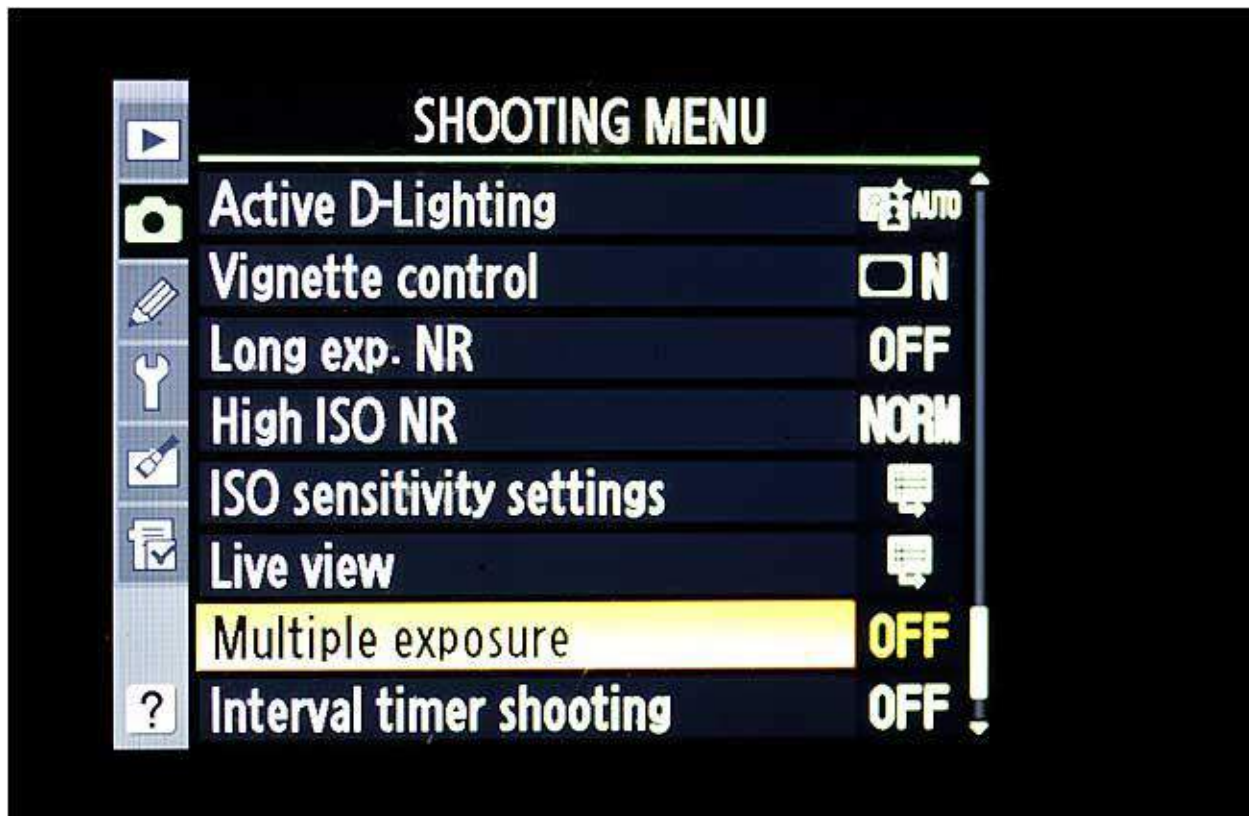 SHOOTING MENU
Active D-Lighting AUTO
Vignette control N
Long exp. NR OFF
High ISO NR NORM
ISO sensitivity settings
Live view
Multiple exposure OFF
Interval timer shooting OFF
?